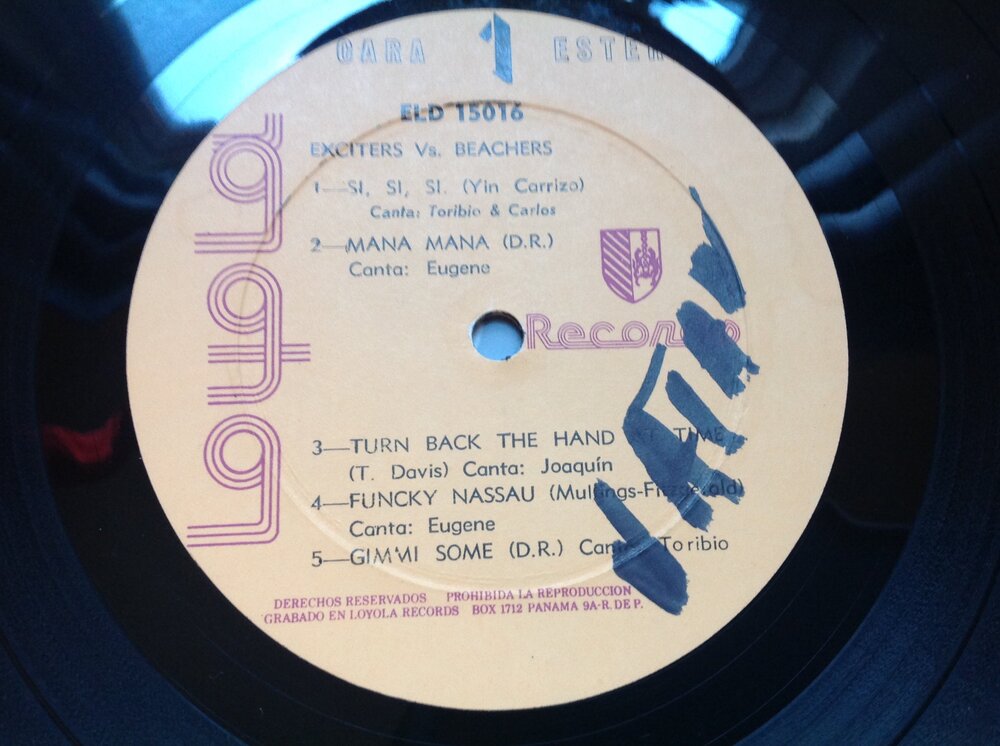 CARA 1
ELD 15016
EXCITERS Vs. BEACHERS
1—SI, SI, SI. (Yin Carrizo)
Canta: Toribio & Carlos
2—MANA MANA (D.R.)
Canta: Eugene
Loyola
Records
3—TURN BACK THE HAND TIME
(T. Davis) Canta: Joaquín
4—FUNCKY NASSAU
Canta: Eugene
5—GIMMI SOME (D.R.) Toribio
DERECHOS RESERVADOS PROHIBIDA LA REPRODUCCION
GRABADO EN LOYOLA RECORDS BOX 1712 PANAMA 9A-R. DE P.